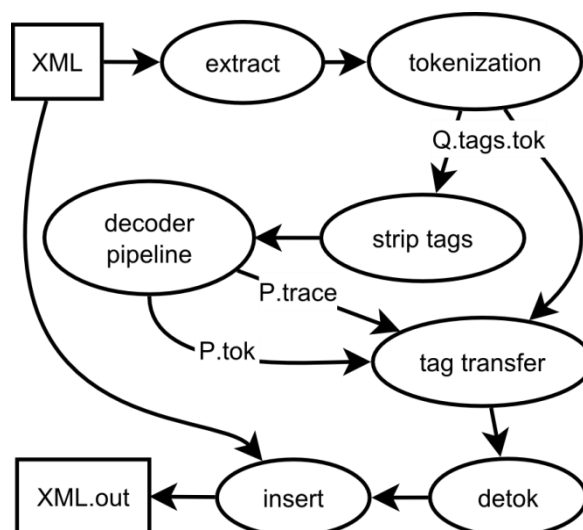 XML
extract
tokenization
Q.tags.tok
decoder
pipeline
strip tags
P.trace
P.tok
tag transfer
XML.out
insert
detok